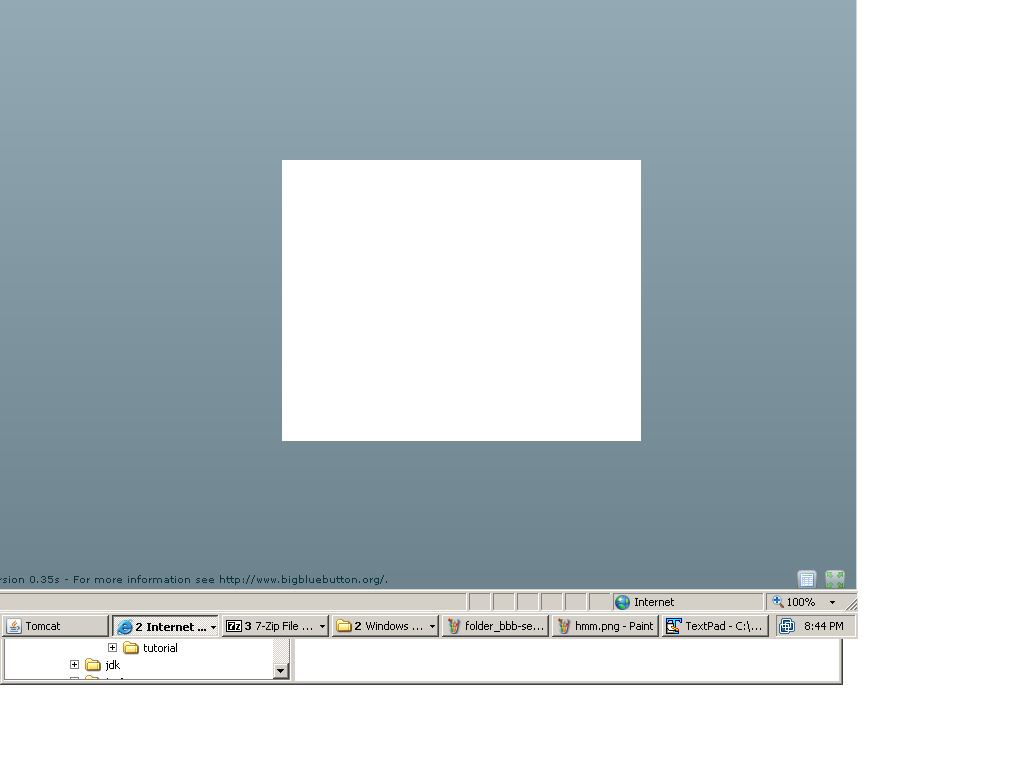 rsion 0.35s - For more information see http://www.bigbluebutton.org/.
Internet
100%
Tomcat
2 Internet ...
7z 3 7-Zip File ...
2 Windows ...
folder_bbb-se...
hmm.png - Paint
TextPad - C:\...
8:44 PM
tutorial
jdk